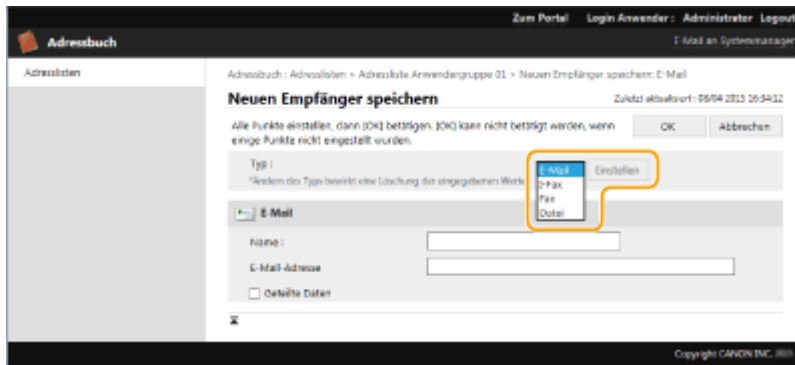 Zum Portal Login Anwender : Administrator Logout
Adressbuch
E-Mail an Systemmanager
Adresslisten
Adressbuch : Adresslisten > Adressliste Anwendergruppe 01 > Neuen Empfänger speichern: E-Mail
Neuen Empfänger speichern
Zuletzt aktualisiert : 08/04 2013 16:34:12
Alle Punkte einstellen, dann [OK] betätigen. [OK] kann nicht betätigt werden, wenn
einige Punkte nicht eingestellt wurden.
OK Abbrechen
Typ :
*Ändern des Typs bewirkt eine Löschung der eingegebenen Werte
E-Mail
I-Fax
Fax
Datei
Einstellen
E-Mail
Name :
E-Mail-Adresse
Geteilte Daten
Copyright CANON INC.